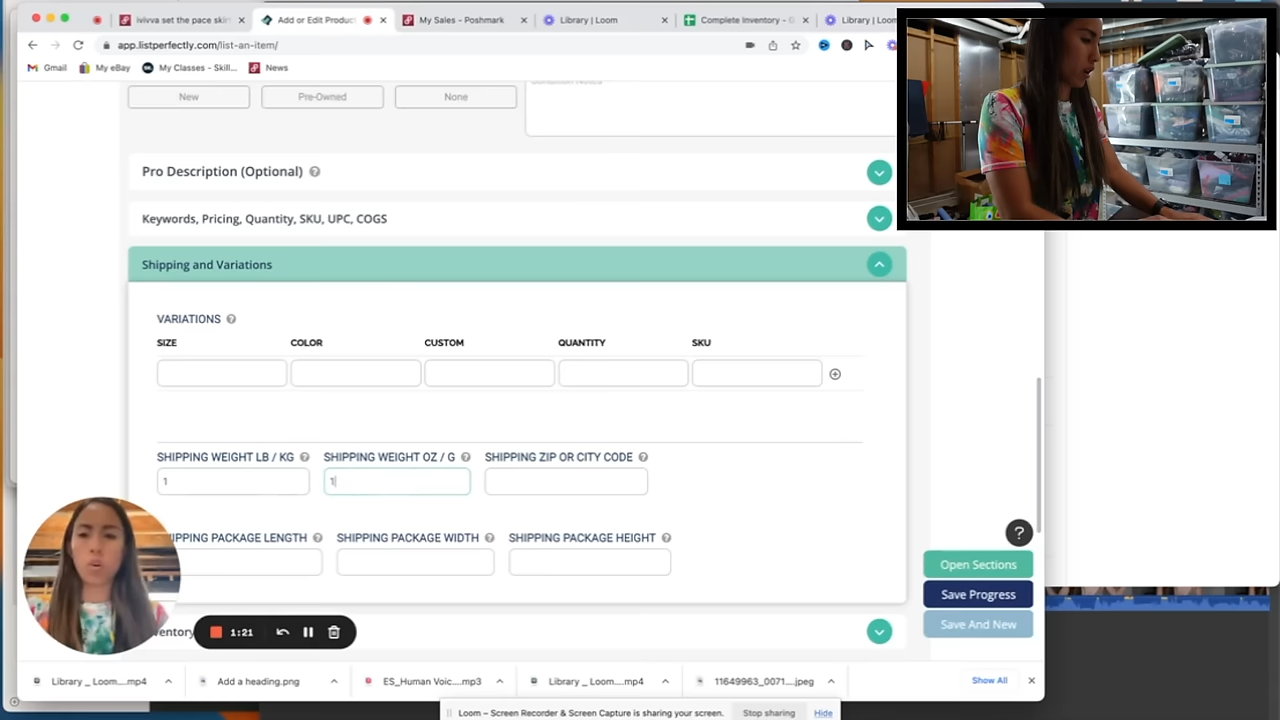 ivivva set the pace skir
Add or Edit Product
My Sales - Poshmark
Library | Loom
Complete Inventory - G
Library | Loom
app.listperfectly.com/list-an-item/
Gmail
My eBay
My Classes - Skill...
News
New
Pre-Owned
None
Pro Description (Optional)
Keywords, Pricing, Quantity, SKU, UPC, COGS
Shipping and Variations
VARIATIONS
SIZE COLOR CUSTOM QUANTITY SKU
SHIPPING WEIGHT LB / KG SHIPPING WEIGHT OZ / G SHIPPING ZIP OR CITY CODE
1 1
HIPPING PACKAGE LENGTH SHIPPING PACKAGE WIDTH SHIPPING PACKAGE HEIGHT
?
Open Sections
Save Progress
Save And New
ventory
1:21
Library _ Loom....mp4
Add a heading.png
ES_Human Voic...mp3
Library _ Loom....mp4
11649963_0071....jpeg
Show All
Loom – Screen Recorder & Screen Capture is sharing your screen.
Stop sharing
Hide